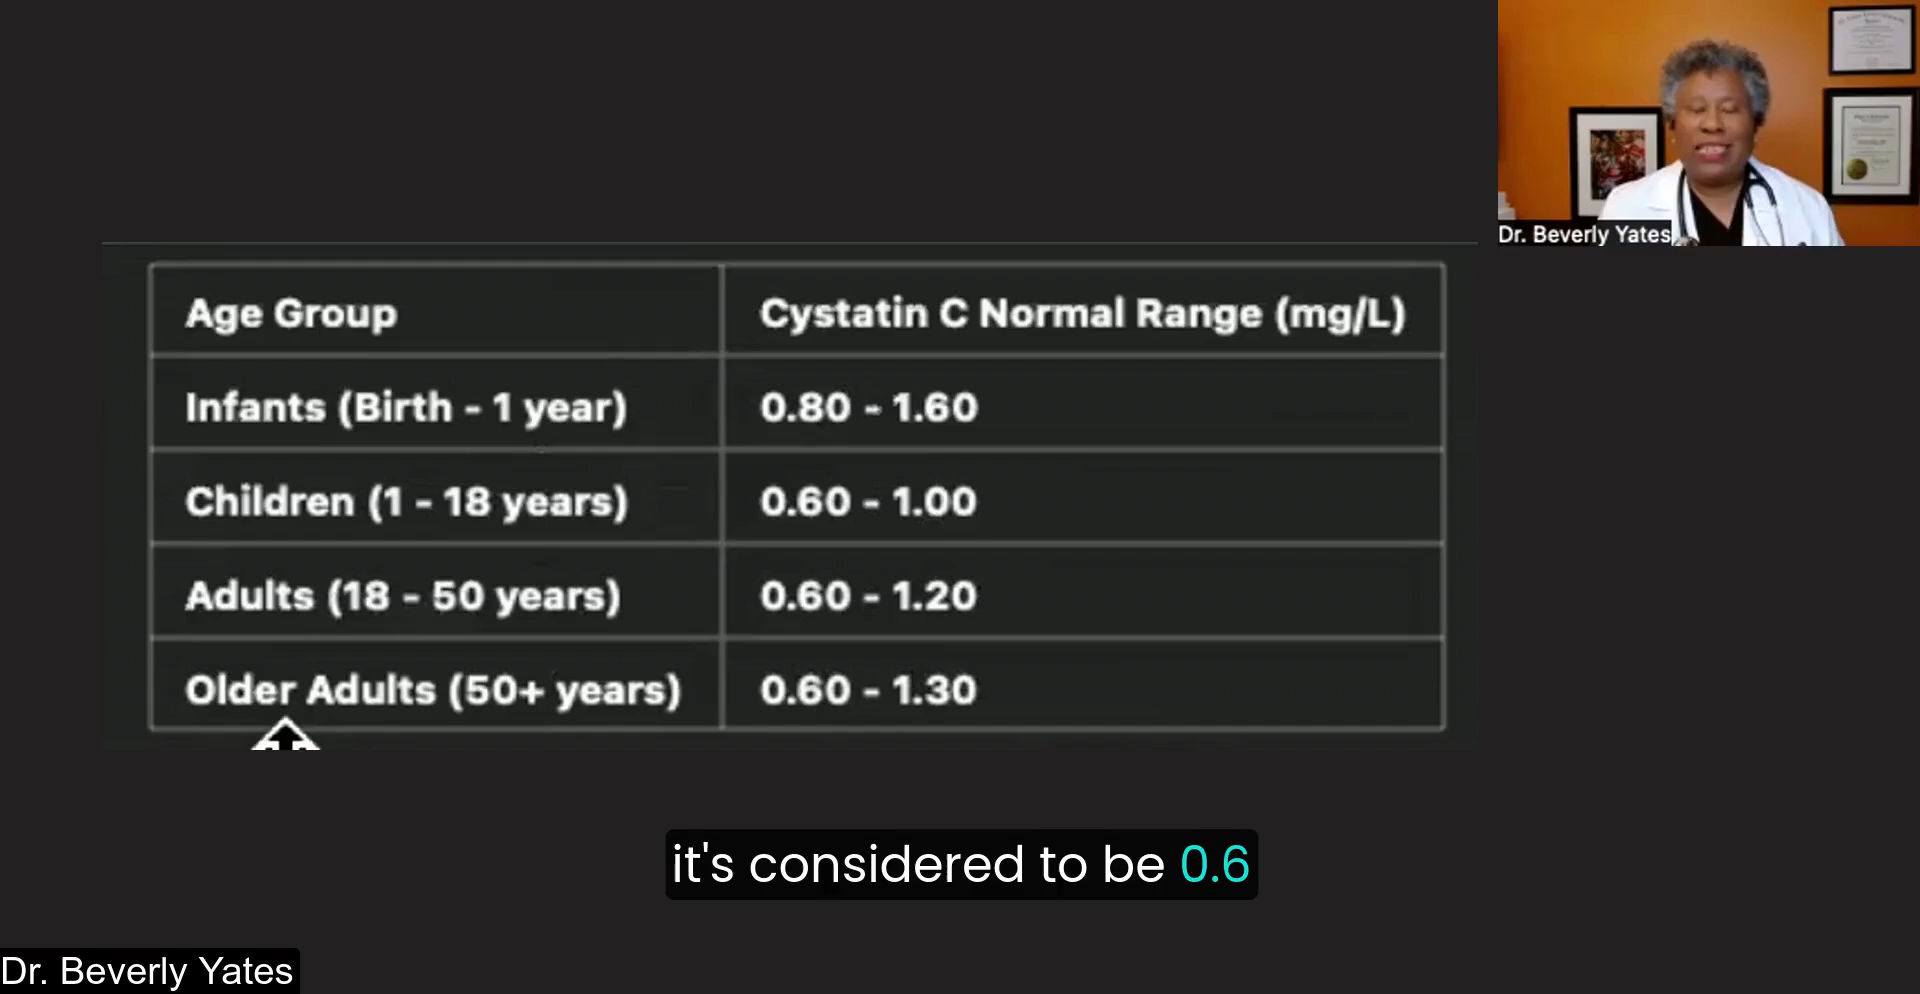 Dr. Beverly Yates
Age Group
Cystatin C Normal Range (mg/L)
Infants (Birth - 1 year)
0.80 - 1.60
Children (1 - 18 years)
0.60 - 1.00
Adults (18 - 50 years)
0.60 - 1.20
Older Adults (50+ years)
0.60 - 1.30
it's considered to be 0.6
Dr. Beverly Yates